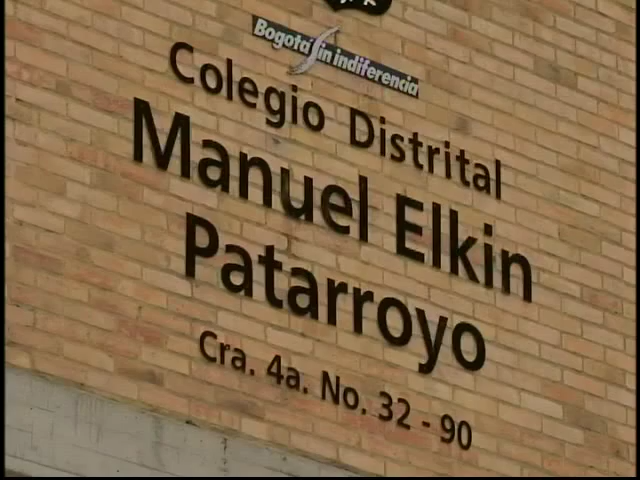 Bogotá sin indiferencia
Colegio Distrital
Manuel Elkin
Patarroyo
Cra. 4a. No. 32 - 90